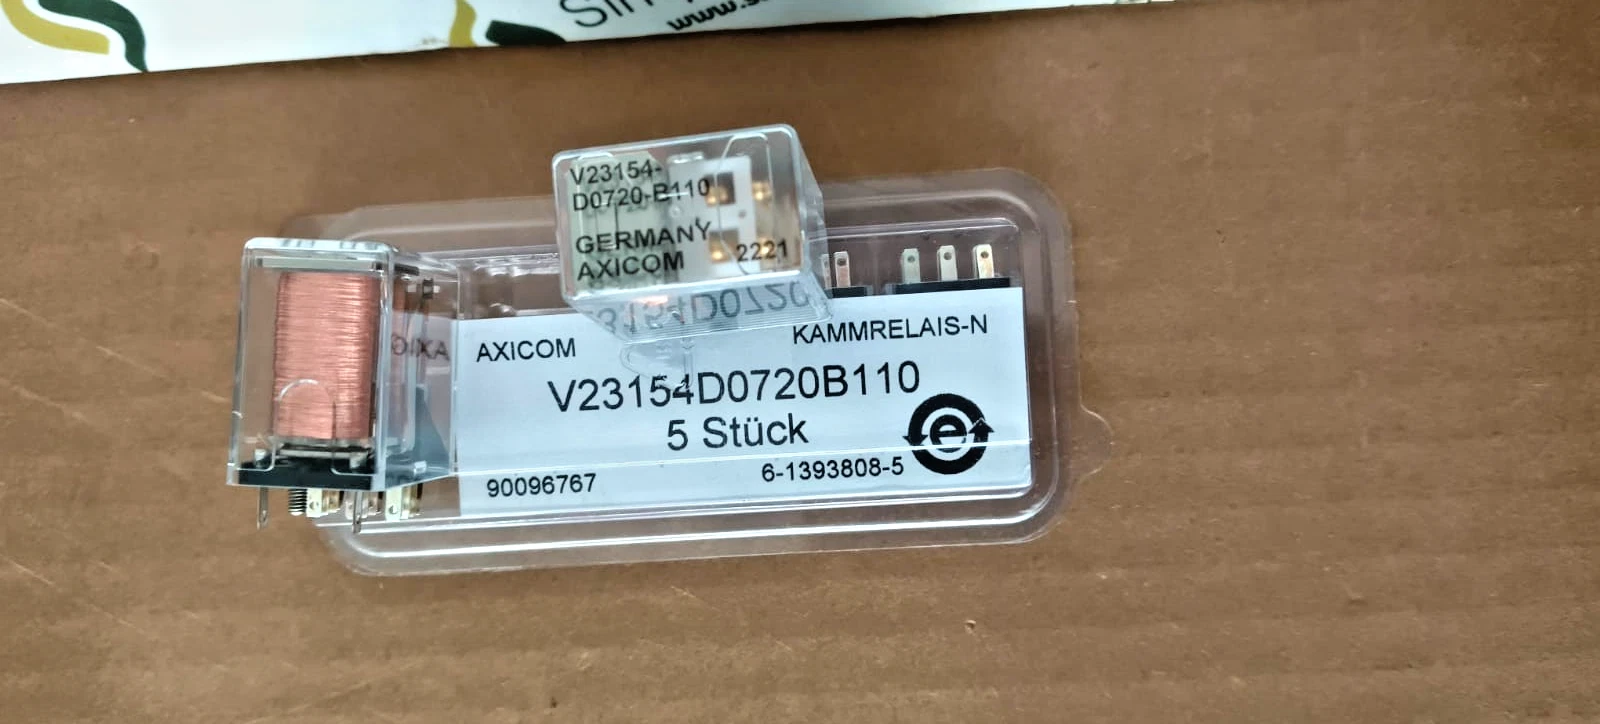 V23154-
D0720-B110
GERMANY
AXICOM 2221
AXICOM KAMMRELAIS-N
V23154D0720B110
5 Stück
e
90096767 6-1393808-5